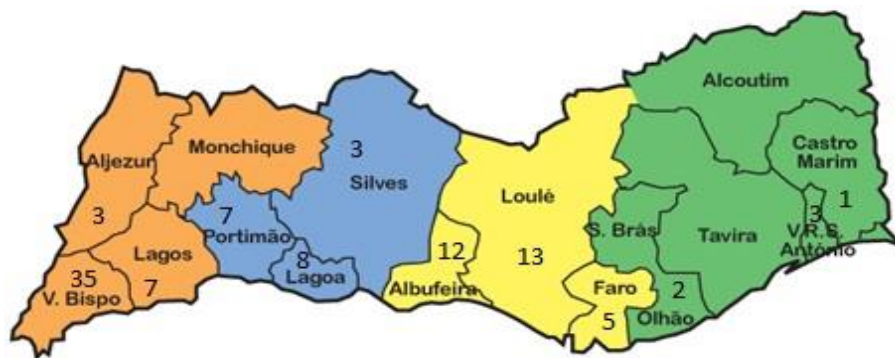 Alcoutim
Monchique
3
Castro
Marim
Aljezur
Silves
Loulé
1
3
3
7
Portimão
S. Brás
Tavira
V.R.S.
António
Lagos
12
13
8
Lagoa
35
V. Bispo
7
Albufeira
Faro
2
5
Olhão